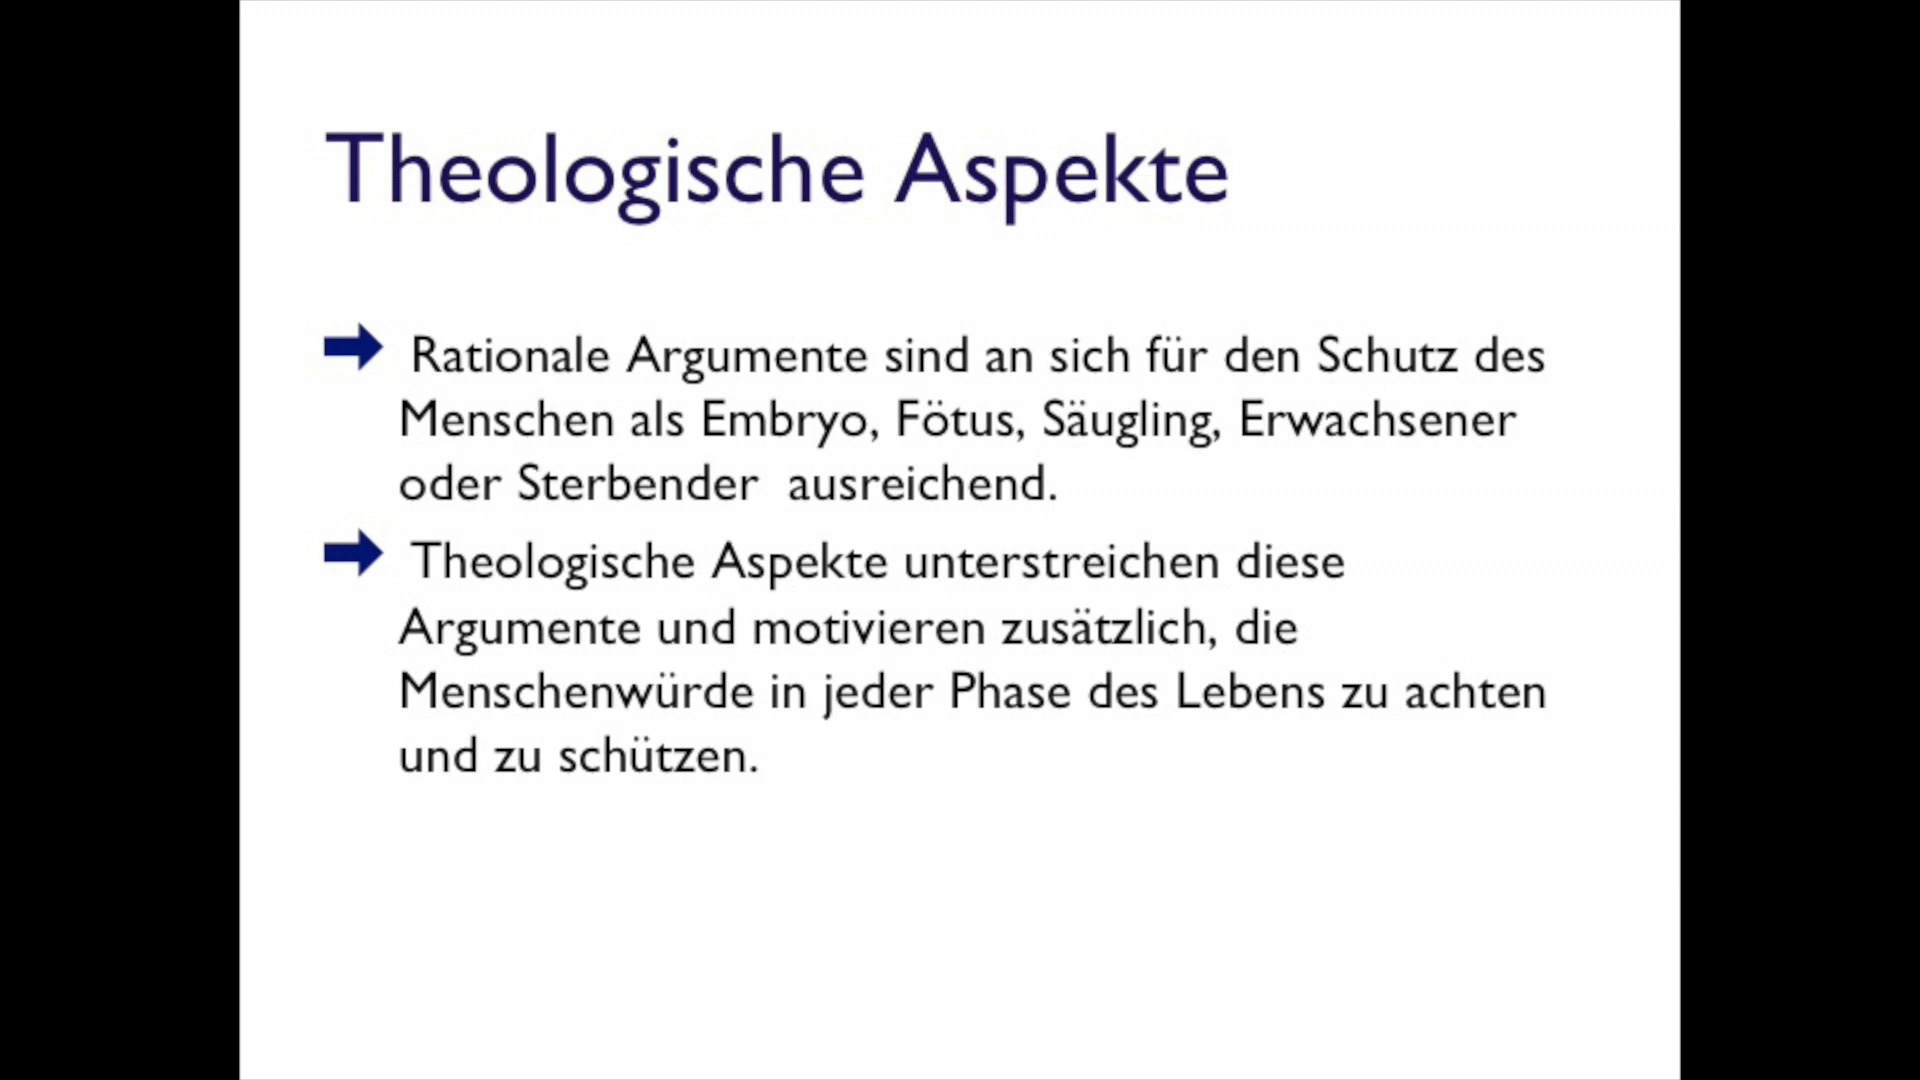 Theologische Aspekte
Rationale Argumente sind an sich für den Schutz des
Menschen als Embryo, Fötus, Säugling, Erwachsener
oder Sterbender  ausreichend.
Theologische Aspekte unterstreichen diese
Argumente und motivieren zusätzlich, die
Menschenwürde in jeder Phase des Lebens zu achten
und zu schützen.